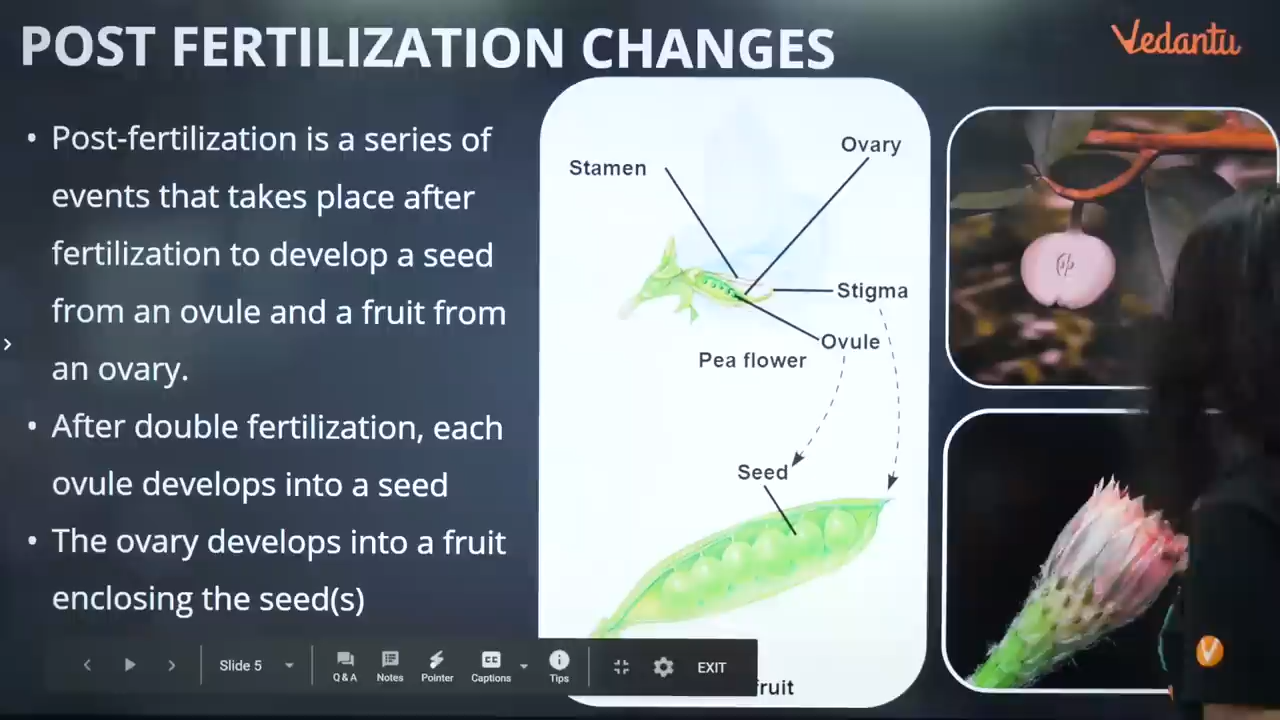 POST FERTILIZATION CHANGES
Vedantu
• Post-fertilization is a series of
events that takes place after
fertilization to develop a seed
from an ovule and a fruit from
an ovary.
• After double fertilization, each
ovule develops into a seed
• The ovary develops into a fruit
enclosing the seed(s)
Stamen
Ovary
Stigma
Ovule
Pea flower
Seed
fruit
Slide 5
Q & A
Notes
Pointer
CC
Captions
Tips
EXIT